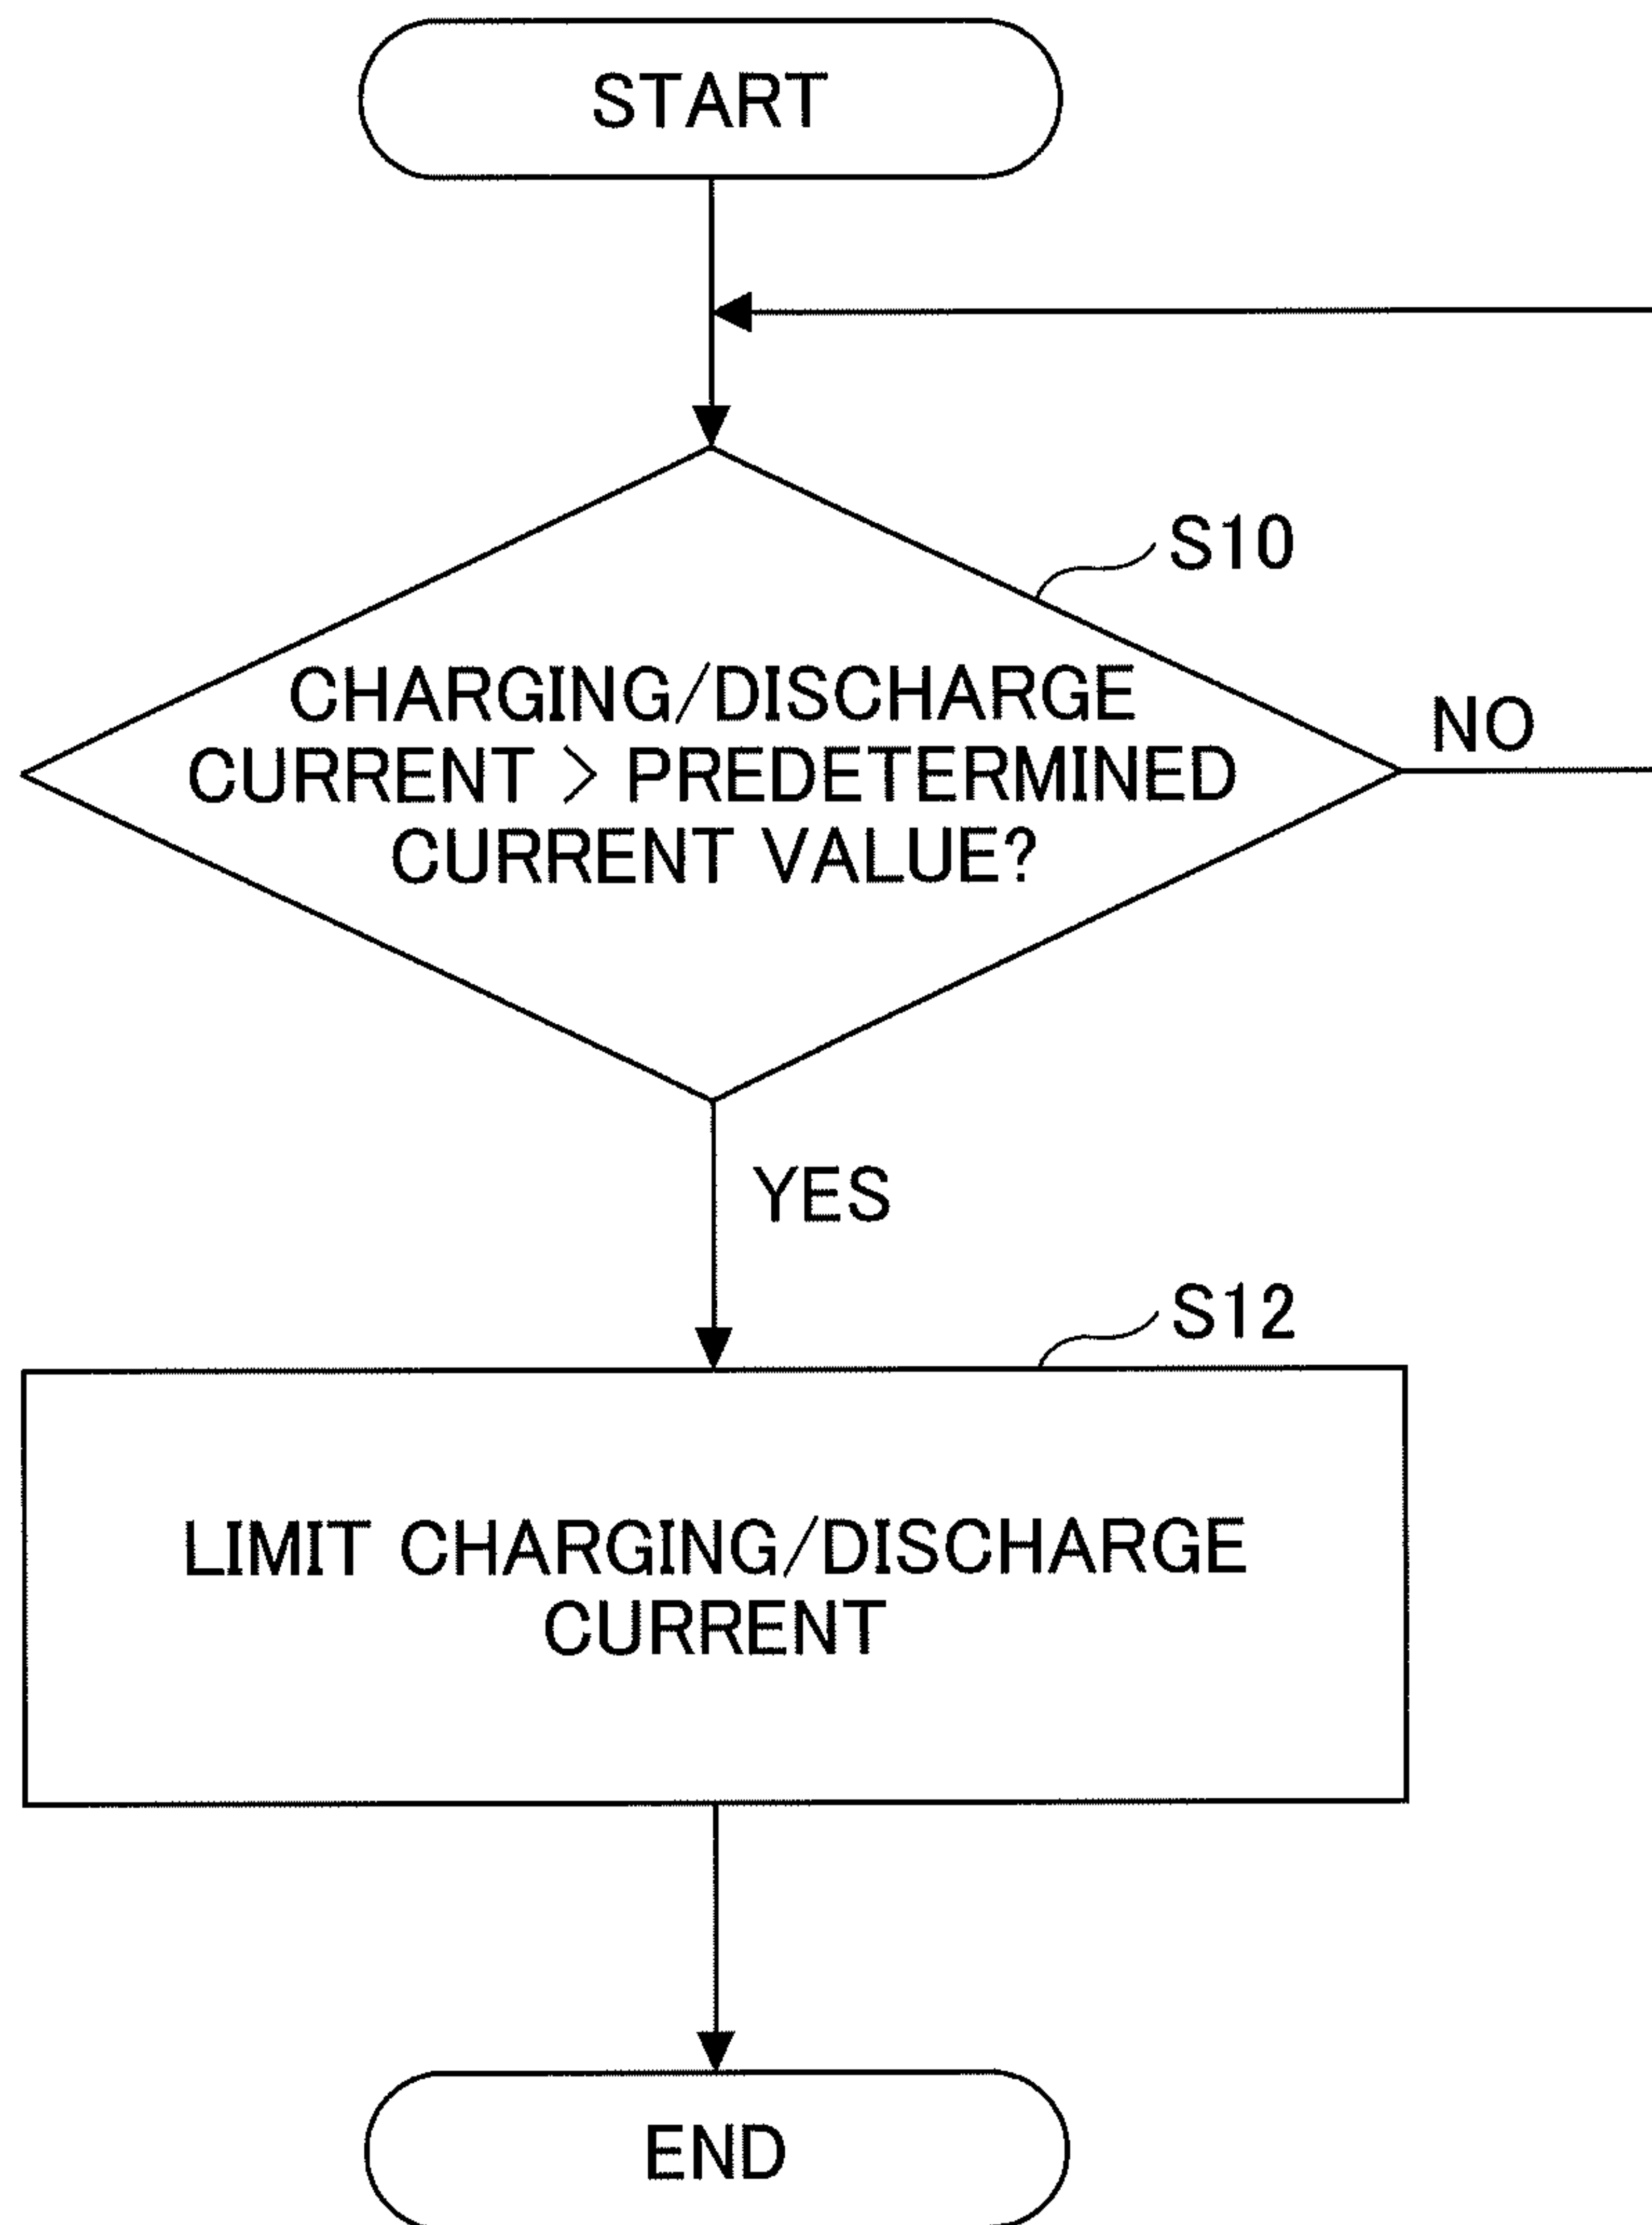 START
S10
CHARGING/DISCHARGE
CURRENT > PREDETERMINED
CURRENT VALUE?
NO
YES
S12
LIMIT CHARGING/DISCHARGE
CURRENT
END